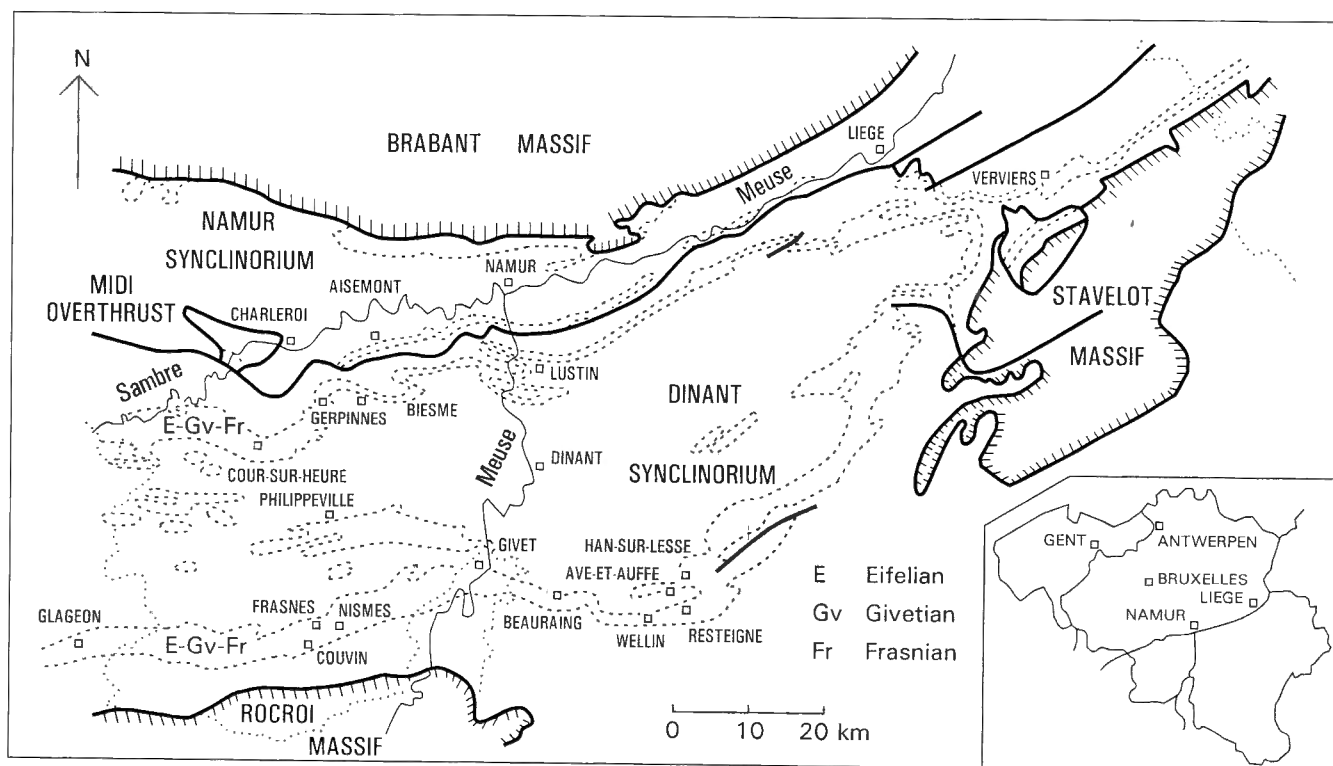 N
BRABANT MASSIF
LIEGE
Meuse
VERVIERS
NAMUR
SYNCLINORIUM
NAMUR
AISEMONT
MIDI
OVERTHRUST
CHARLEROI
STAVELOT
MASSIF
Sambre
LUSTIN
DINANT
SYNCLINORIUM
GERPINNES
BIESME
E-Gv-Fr
Meuse
DINANT
COUR-SUR-HEURE
PHILIPPEVILLE
GIVET
HAN-SUR-LESSE
AVE-ET-AUFFE
GLAGEON
FRASNES
NISMES
E-Gv-Fr
COUVIN
BEAURAING
WELLIN
RESTEIGNE
E Eifelian
Gv Givetian
Fr Frasnian
ROCROI
MASSIF
0 10 20 km
GENT
ANTWERPEN
BRUXELLES
LIEGE
NAMUR